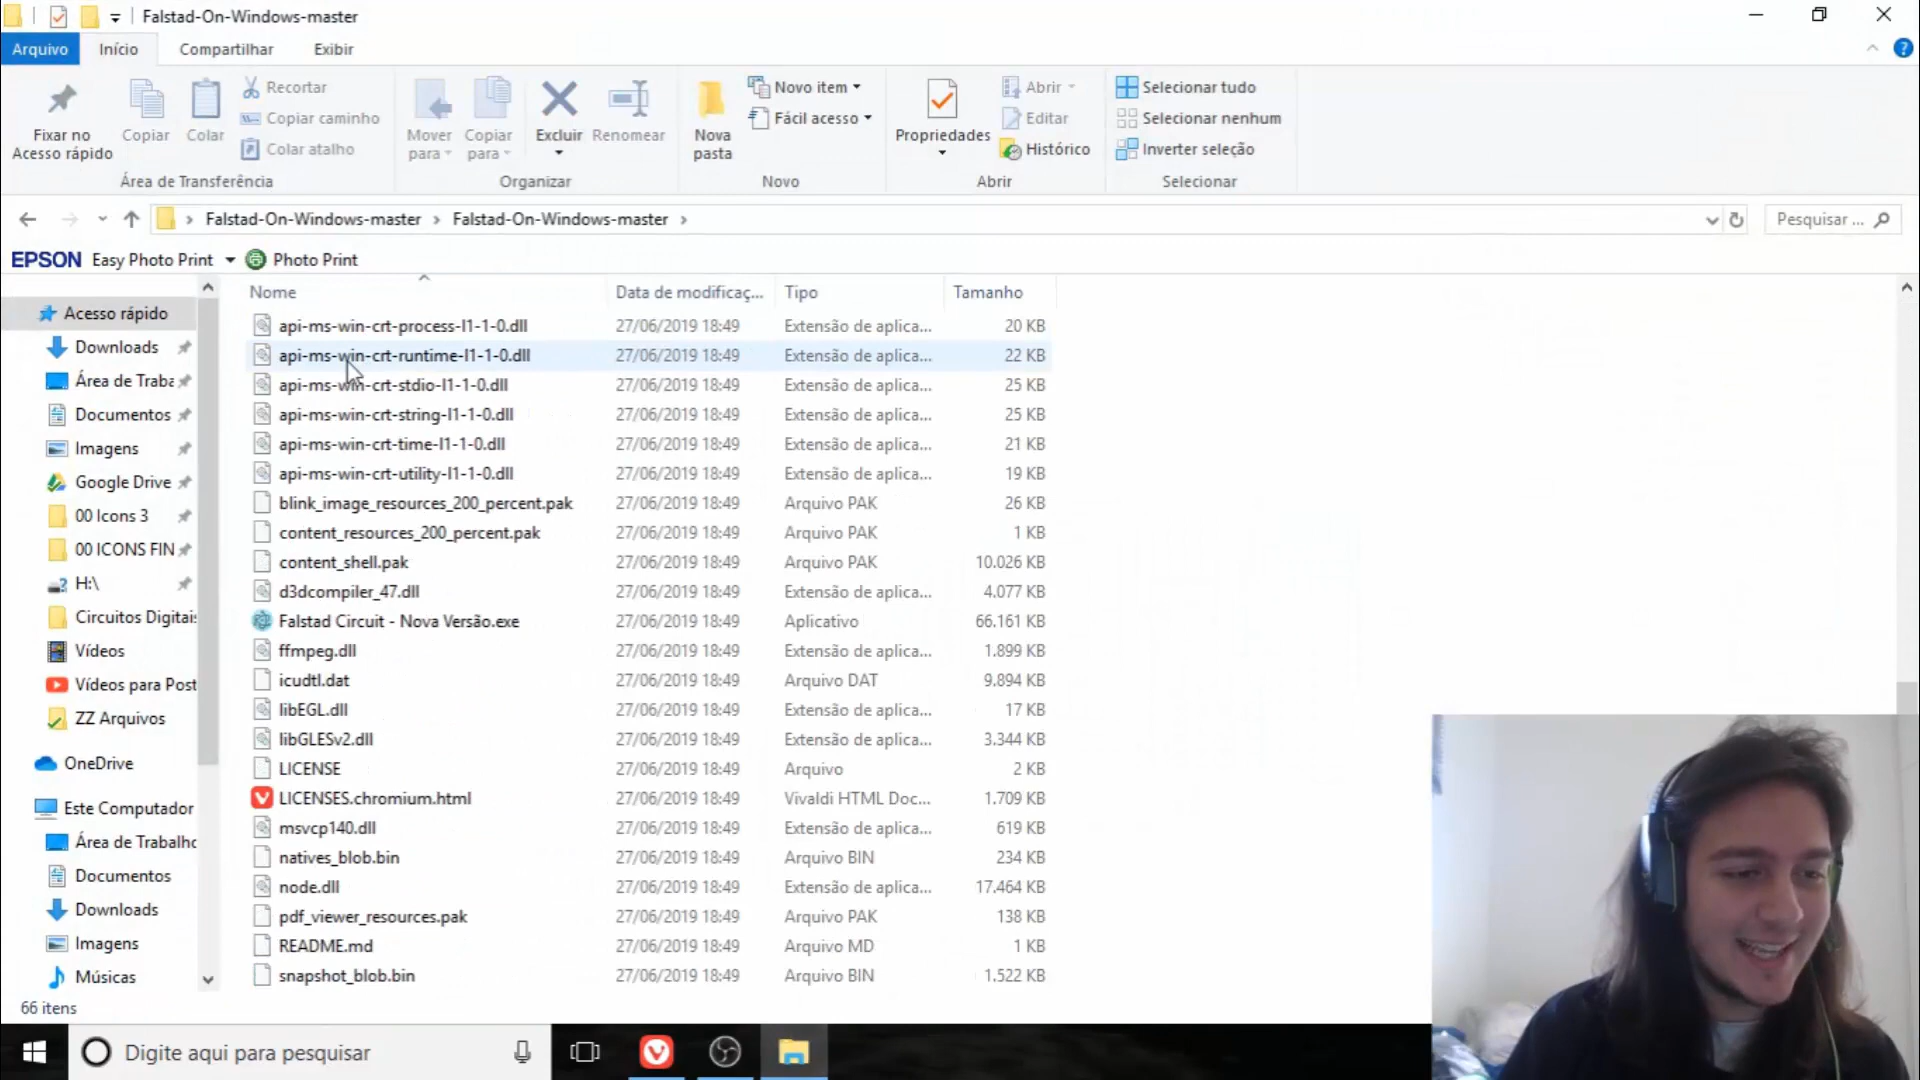 Falstad-On-Windows-master
Arquivo Início Compartilhar Exibir
Fixar no Acesso rápido
Copiar
Colar
Recortar
Copiar caminho
Colar atalho
Área de Transferência
Mover para
Copiar para
Excluir
Renomear
Organizar
Nova pasta
Novo item
Fácil acesso
Novo
Propriedades
Abrir
Editar
Histórico
Abrir
Selecionar tudo
Selecionar nenhum
Inverter seleção
Selecionar
Falstad-On-Windows-master › Falstad-On-Windows-master ›
Pesquisar ...
EPSON Easy Photo Print Photo Print
Acesso rápido
Downloads
Área de Traba
Documentos
Imagens
Google Drive
00 Icons 3
00 ICONS FIN
H:\
Circuitos Digitais
Vídeos
Vídeos para Post
ZZ Arquivos
OneDrive
Este Computador
Área de Trabalho
Documentos
Downloads
Imagens
Músicas
Nome Data de modificaç... Tipo Tamanho
api-ms-win-crt-process-l1-1-0.dll 27/06/2019 18:49 Extensão de aplica... 20 KB
api-ms-win-crt-runtime-l1-1-0.dll 27/06/2019 18:49 Extensão de aplica... 22 KB
api-ms-win-crt-stdio-l1-1-0.dll 27/06/2019 18:49 Extensão de aplica... 25 KB
api-ms-win-crt-string-l1-1-0.dll 27/06/2019 18:49 Extensão de aplica... 25 KB
api-ms-win-crt-time-l1-1-0.dll 27/06/2019 18:49 Extensão de aplica... 21 KB
api-ms-win-crt-utility-l1-1-0.dll 27/06/2019 18:49 Extensão de aplica... 19 KB
blink_image_resources_200_percent.pak 27/06/2019 18:49 Arquivo PAK 26 KB
content_resources_200_percent.pak 27/06/2019 18:49 Arquivo PAK 1 KB
content_shell.pak 27/06/2019 18:49 Arquivo PAK 10.026 KB
d3dcompiler_47.dll 27/06/2019 18:49 Extensão de aplica... 4.077 KB
Falstad Circuit - Nova Versão.exe 27/06/2019 18:49 Aplicativo 66.161 KB
ffmpeg.dll 27/06/2019 18:49 Extensão de aplica... 1.899 KB
icudtl.dat 27/06/2019 18:49 Arquivo DAT 9.894 KB
libEGL.dll 27/06/2019 18:49 Extensão de aplica... 17 KB
libGLESv2.dll 27/06/2019 18:49 Extensão de aplica... 3.344 KB
LICENSE 27/06/2019 18:49 Arquivo 2 KB
LICENSES.chromium.html 27/06/2019 18:49 Vivaldi HTML Doc... 1.709 KB
msvcp140.dll 27/06/2019 18:49 Extensão de aplica... 619 KB
natives_blob.bin 27/06/2019 18:49 Arquivo BIN 234 KB
node.dll 27/06/2019 18:49 Extensão de aplica... 17.464 KB
pdf_viewer_resources.pak 27/06/2019 18:49 Arquivo PAK 138 KB
README.md 27/06/2019 18:49 Arquivo MD 1 KB
snapshot_blob.bin 27/06/2019 18:49 Arquivo BIN 1.522 KB
66 itens
Digite aqui para pesquisar